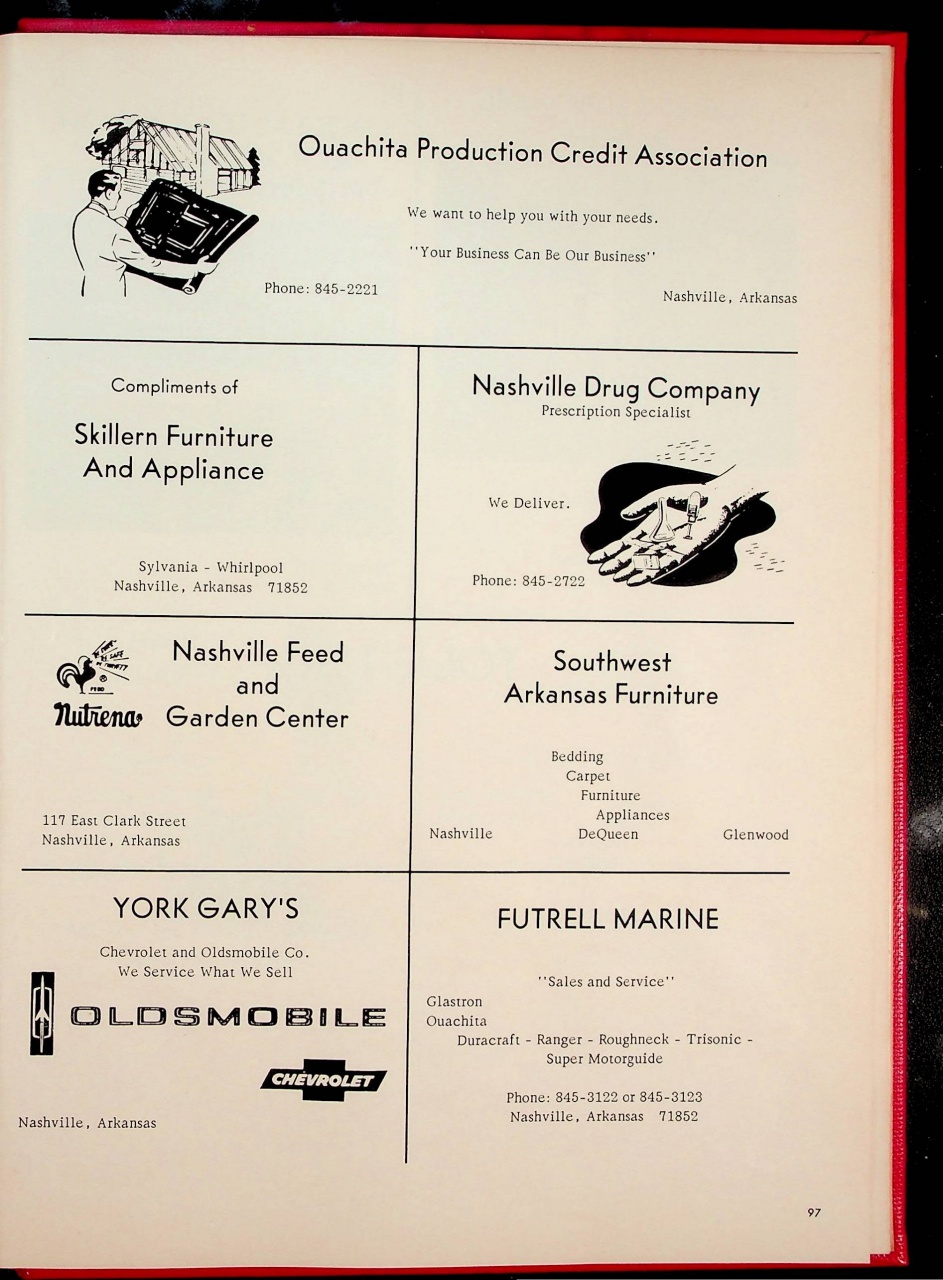 Ouachita Production Credit Association
We want to help you with your needs.
"Your Business Can Be Our Business"
Phone: 845-2221
Nashville, Arkansas
Compliments of
Skillern Furniture
And Appliance
Sylvania - Whirlpool
Nashville, Arkansas 71852
Nashville Drug Company
Prescription Specialist
We Deliver.
Phone: 845-2722
FEED
®
Nutrena
Nashville Feed
and
Garden Center
117 East Clark Street
Nashville, Arkansas
Southwest
Arkansas Furniture
Bedding
Carpet
Furniture
Appliances
Nashville DeQueen Glenwood
YORK GARY'S
Chevrolet and Oldsmobile Co.
We Service What We Sell
OLDSMOBILE
CHEVROLET
Nashville, Arkansas
FUTRELL MARINE
"Sales and Service"
Glastron
Ouachita
Duracraft - Ranger - Roughneck - Trisonic -
Super Motorguide
Phone: 845-3122 or 845-3123
Nashville, Arkansas 71852
97